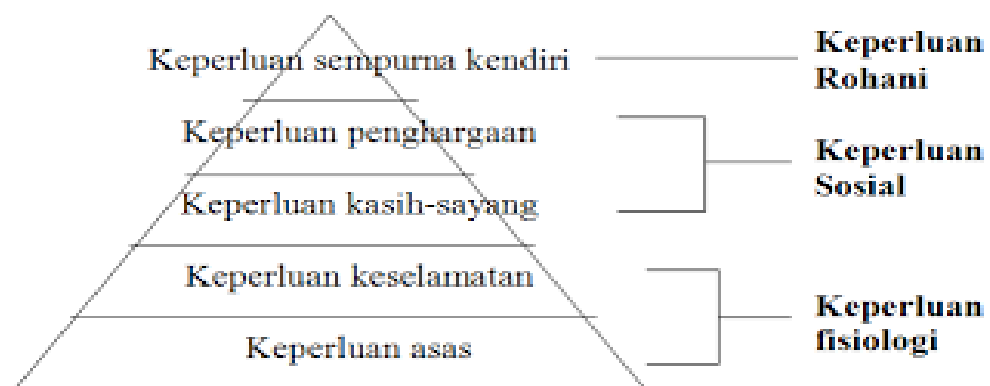 Keperluan sempurna kendiri
Keperluan
Rohani
Keperluan penghargaan
Keperluan kasih-sayang
Keperluan
Sosial
Keperluan keselamatan
Keperluan asas
Keperluan
fisiologi